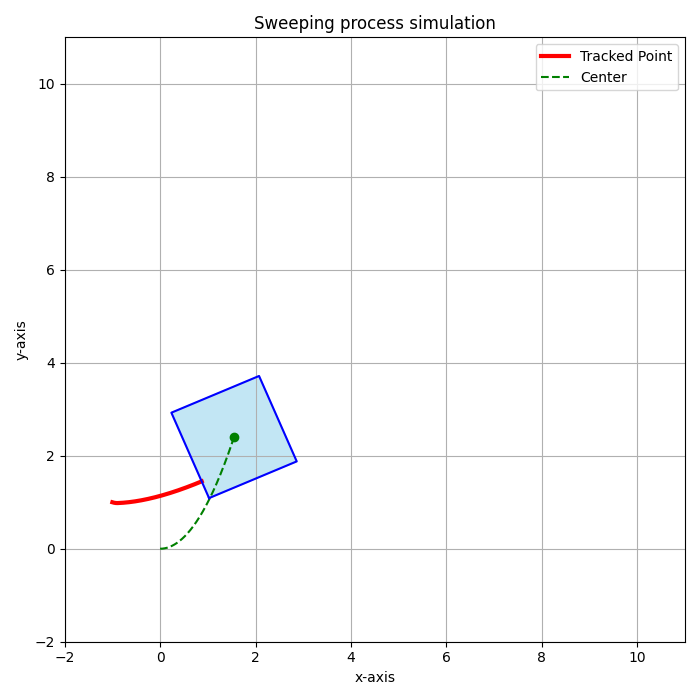 Sweeping process simulation
Tracked Point
Center
10
8
6
4
2
0
−2
y-axis
−2 0 2 4 6 8 10
x-axis